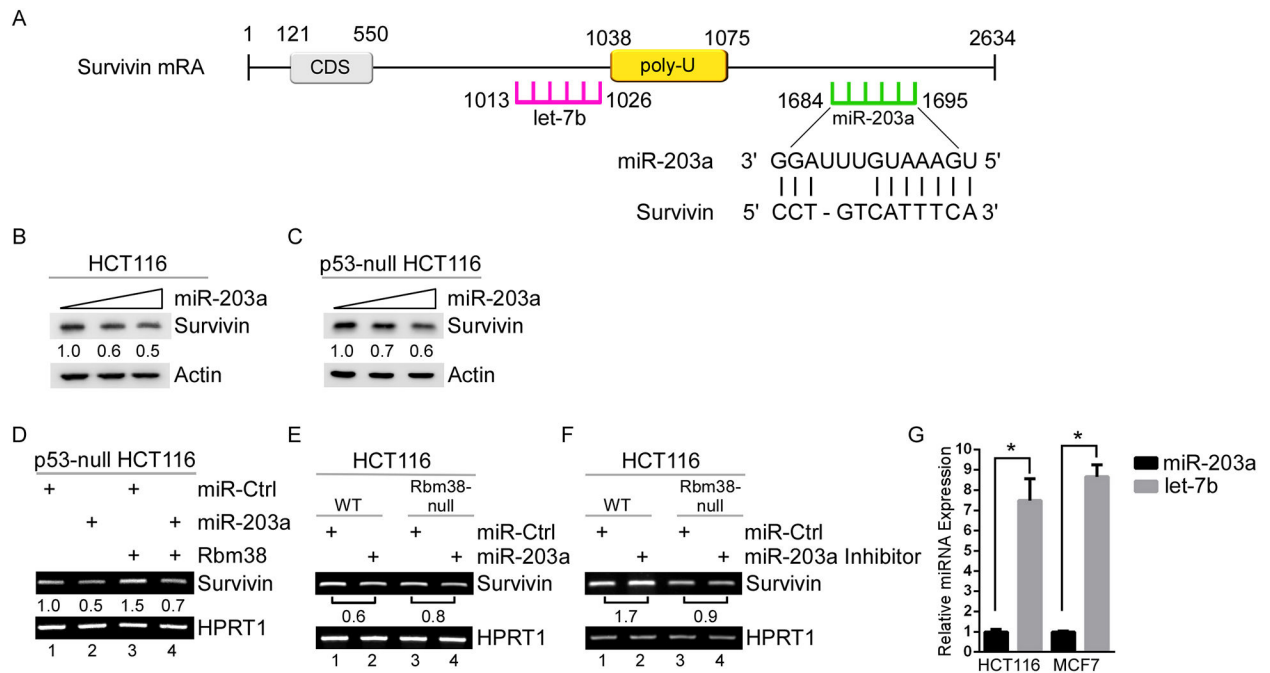 A
1 121 550 1038 1075 2634
Survivin mRA CDS poly-U
1013 1026 1684 1695
let-7b miR-203a
miR-203a 3' GGAUUUGUAAAGU 5'
Survivin 5' CCT - GTCATTTCA 3'
B
HCT116
miR-203a
Survivin
1.0 0.6 0.5
Actin
C
p53-null HCT116
miR-203a
Survivin
1.0 0.7 0.6
Actin
D
p53-null HCT116
+ + miR-Ctrl
+ + miR-203a
+ + Rbm38
Survivin
1.0 0.5 1.5 0.7
HPRT1
1 2 3 4
E
HCT116
WT Rbm38-
null
+ + miR-Ctrl
+ + miR-203a
Survivin
0.6 0.8
HPRT1
1 2 3 4
F
HCT116
WT Rbm38-
null
+ + miR-Ctrl
+ + miR-203a Inhibitor
Survivin
1.7 0.9
HPRT1
1 2 3 4
G
Relative miRNA Expression
10
9
8
7
6
5
4
3
2
1
0
* *
HCT116 MCF7
miR-203a
let-7b